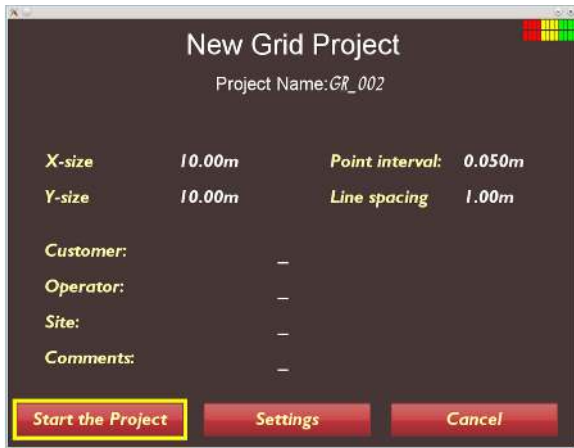 New Grid Project
Project Name:GR_002
X-size 10.00m Point interval: 0.050m
Y-size 10.00m Line spacing 1.00m
Customer: _
Operator: _
Site: _
Comments: _
Start the Project Settings Cancel